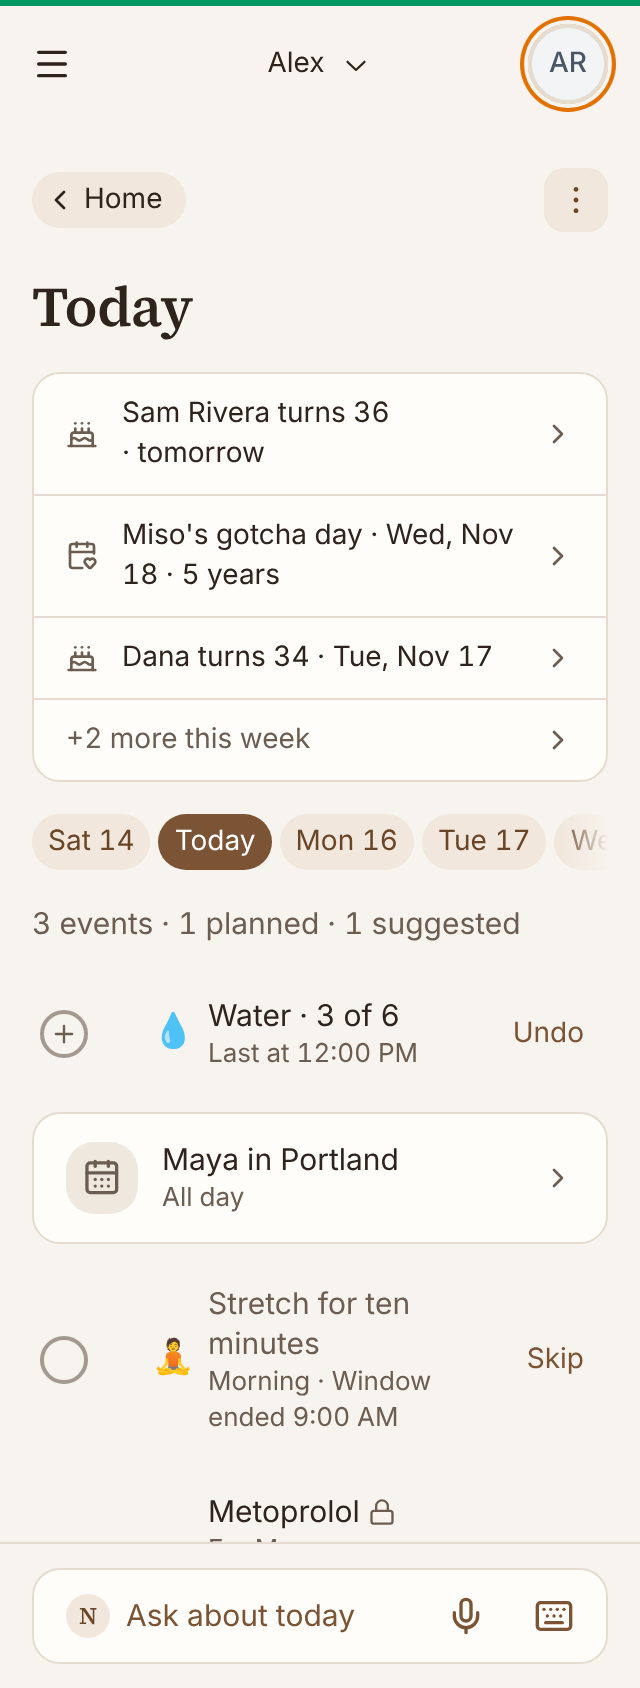 Alex
AR
Home
Today
Sam Rivera turns 36
· tomorrow
Miso's gotcha day · Wed, Nov
18 · 5 years
Dana turns 34 · Tue, Nov 17
+2 more this week
Sat 14
Today
Mon 16
Tue 17
3 events · 1 planned · 1 suggested
Water · 3 of 6
Last at 12:00 PM
Undo
Maya in Portland
All day
Stretch for ten
minutes
Morning · Window
ended 9:00 AM
Skip
Metoprolol
N
Ask about today